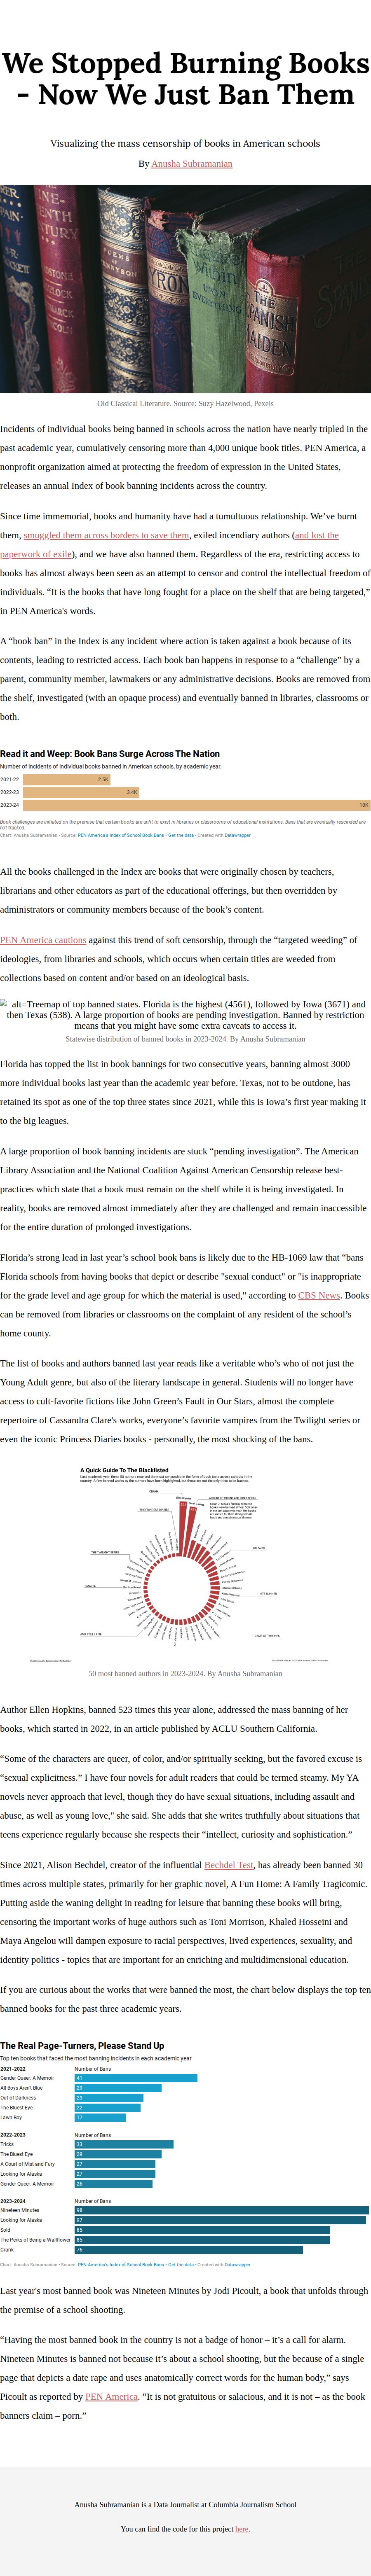 We Stopped Burning Books
- Now We Just Ban Them
Visualizing the mass censorship of books in American schools
By Anusha Subramanian
NINE-
ENTH
TURY
POEMS
HARRYSON
BYRON
Within
UPON
EVERYTHING
THE
SPANISH
MAIDEN
Old Classical Literature. Source: Suzy Hazelwood, Pexels
Incidents of individual books being banned in schools across the nation have nearly tripled in the
past academic year, cumulatively censoring more than 4,000 unique book titles. PEN America, a
nonprofit organization aimed at protecting the freedom of expression in the United States,
releases an annual Index of book banning incidents across the country.
Since time immemorial, books and humanity have had a tumultuous relationship. We’ve burnt
them, smuggled them across borders to save them, exiled incendiary authors (and lost the
paperwork of exile), and we have also banned them. Regardless of the era, restricting access to
books has almost always been seen as an attempt to censor and control the intellectual freedom of
individuals. “It is the books that have long fought for a place on the shelf that are being targeted,”
in PEN America's words.
A “book ban” in the Index is any incident where action is taken against a book because of its
contents, leading to restricted access. Each book ban happens in response to a “challenge” by a
parent, community member, lawmakers or any administrative decisions. Books are removed from
the shelf, investigated (with an opaque process) and eventually banned in libraries, classrooms or
both.
Read it and Weep: Book Bans Surge Across The Nation
Number of incidents of individual books banned in American schools, by academic year.
2021-22 2.5K
2022-23 3.4K
2023-24 10K
Book challenges are initiated on the premise that certain books are unfit to exist in libraries or classrooms of educational institutions. Bans that are eventually rescinded are
not tracked.
Chart: Anusha Subramanian • Source: PEN America's Index of School Book Bans • Get the data • Created with Datawrapper
All the books challenged in the Index are books that were originally chosen by teachers,
librarians and other educators as part of the educational offerings, but then overridden by
administrators or community members because of the book’s content.
PEN America cautions against this trend of soft censorship, through the “targeted weeding” of
ideologies, from libraries and schools, which occurs when certain titles are weeded from
collections based on content and/or based on an ideological basis.
alt=Treemap of top banned states. Florida is the highest (4561), followed by Iowa (3671) and
then Texas (538). A large proportion of books are pending investigation. Banned by restriction
means that you might have some extra caveats to access it.
Statewise distribution of banned books in 2023-2024. By Anusha Subramanian
Florida has topped the list in book bannings for two consecutive years, banning almost 3000
more individual books last year than the academic year before. Texas, not to be outdone, has
retained its spot as one of the top three states since 2021, while this is Iowa’s first year making it
to the big leagues.
A large proportion of book banning incidents are stuck “pending investigation”. The American
Library Association and the National Coalition Against American Censorship release best-
practices which state that a book must remain on the shelf while it is being investigated. In
reality, books are removed almost immediately after they are challenged and remain inaccessible
for the entire duration of prolonged investigations.
Florida’s strong lead in last year’s school book bans is likely due to the HB-1069 law that “bans
Florida schools from having books that depict or describe "sexual conduct" or "is inappropriate
for the grade level and age group for which the material is used," according to CBS News. Books
can be removed from libraries or classrooms on the complaint of any resident of the school’s
home county.
The list of books and authors banned last year reads like a veritable who’s who of not just the
Young Adult genre, but also of the literary landscape in general. Students will no longer have
access to cult-favorite fictions like John Green’s Fault in Our Stars, almost the complete
repertoire of Cassandra Clare's works, everyone’s favorite vampires from the Twilight series or
even the iconic Princess Diaries books - personally, the most shocking of the bans.
A Quick Guide To The Blacklisted
CRANK
A COURT OF THORNS AND ROSES SERIES
THE PRINCESS DIARIES
THE TWILIGHT SERIES
AND STILL I RISE
GAME OF THRONES
50 most banned authors in 2023-2024. By Anusha Subramanian
Author Ellen Hopkins, banned 523 times this year alone, addressed the mass banning of her
books, which started in 2022, in an article published by ACLU Southern California.
“Some of the characters are queer, of color, and/or spiritually seeking, but the favored excuse is
“sexual explicitness.” I have four novels for adult readers that could be termed steamy. My YA
novels never approach that level, though they do have sexual situations, including assault and
abuse, as well as young love," she said. She adds that she writes truthfully about situations that
teens experience regularly because she respects their “intellect, curiosity and sophistication.”
Since 2021, Alison Bechdel, creator of the influential Bechdel Test, has already been banned 30
times across multiple states, primarily for her graphic novel, A Fun Home: A Family Tragicomic.
Putting aside the waning delight in reading for leisure that banning these books will bring,
censoring the important works of huge authors such as Toni Morrison, Khaled Hosseini and
Maya Angelou will dampen exposure to racial perspectives, lived experiences, sexuality, and
identity politics - topics that are important for an enriching and multidimensional education.
If you are curious about the works that were banned the most, the chart below displays the top ten
banned books for the past three academic years.
The Real Page-Turners, Please Stand Up
Top ten books that faced the most banning incidents in each academic year
2021-2022 Number of Bans
Gender Queer: A Memoir 41
All Boys Aren't Blue 29
Out of Darkness 23
The Bluest Eye 22
Lawn Boy 17
2022-2023 Number of Bans
Tricks 33
The Bluest Eye 29
A Court of Mist and Fury 27
Looking for Alaska 27
Gender Queer: A Memoir 26
2023-2024 Number of Bans
Nineteen Minutes 98
Looking for Alaska 97
Sold 85
The Perks of Being a Wallflower 85
Crank 76
Chart: Anusha Subramanian • Source: PEN America's Index of School Book Bans • Get the data • Created with Datawrapper
Last year's most banned book was Nineteen Minutes by Jodi Picoult, a book that unfolds through
the premise of a school shooting.
“Having the most banned book in the country is not a badge of honor – it’s a call for alarm.
Nineteen Minutes is banned not because it’s about a school shooting, but the because of a single
page that depicts a date rape and uses anatomically correct words for the human body,” says
Picoult as reported by PEN America. “It is not gratuitous or salacious, and it is not – as the book
banners claim – porn.”
Anusha Subramanian is a Data Journalist at Columbia Journalism School
You can find the code for this project here.